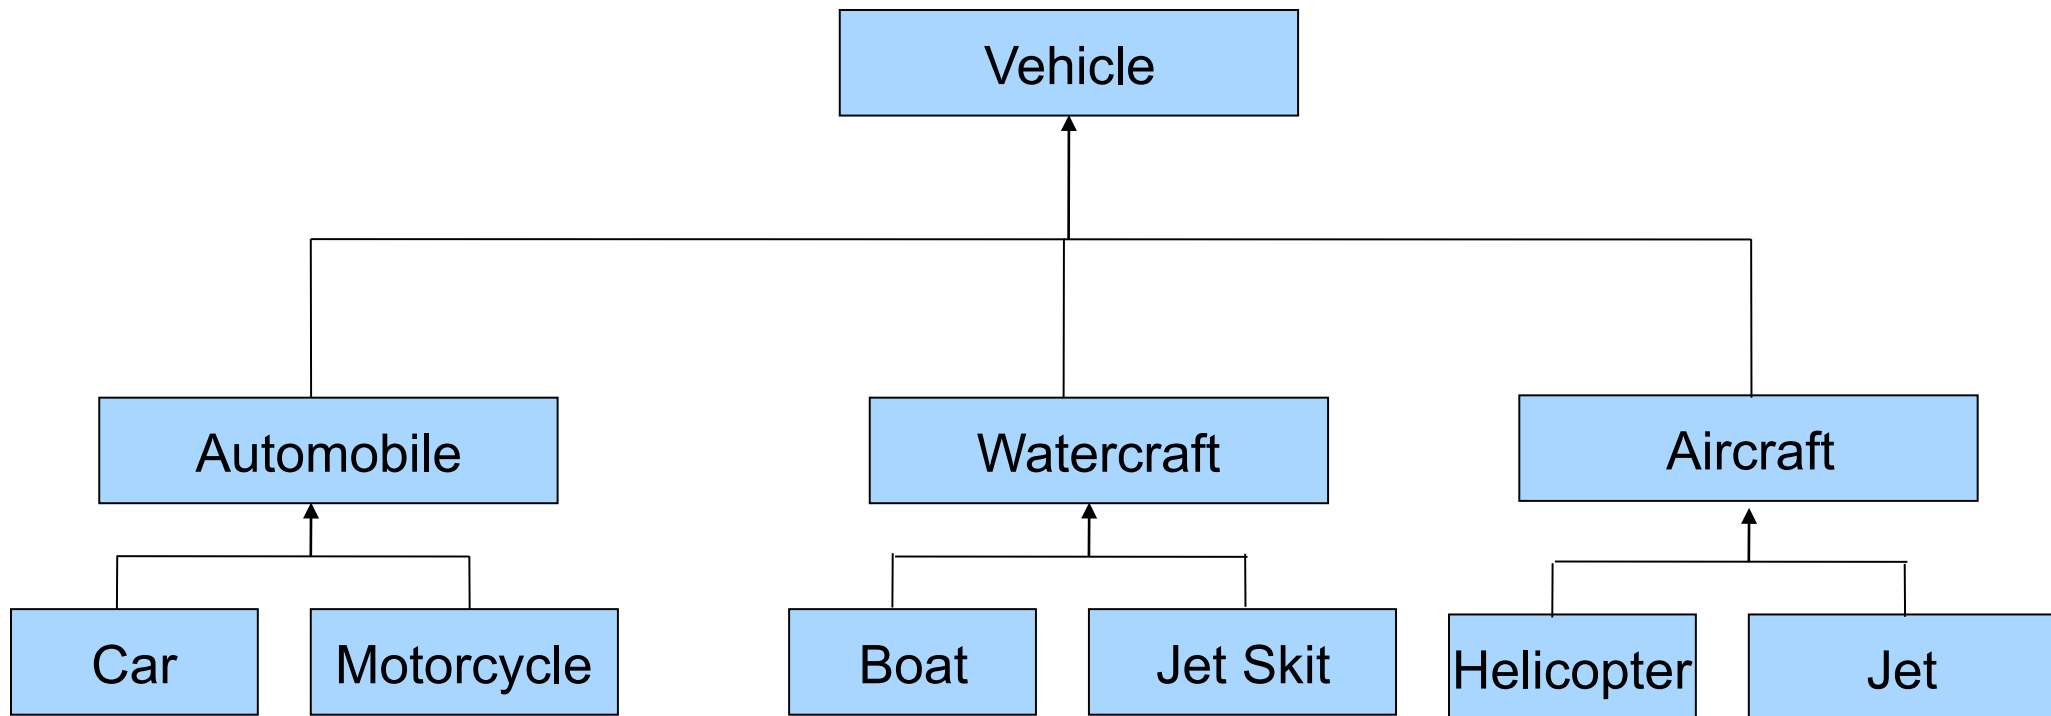 Vehicle
Automobile
Watercraft
Aircraft
Car
Motorcycle
Boat
Jet Skit
Helicopter
Jet